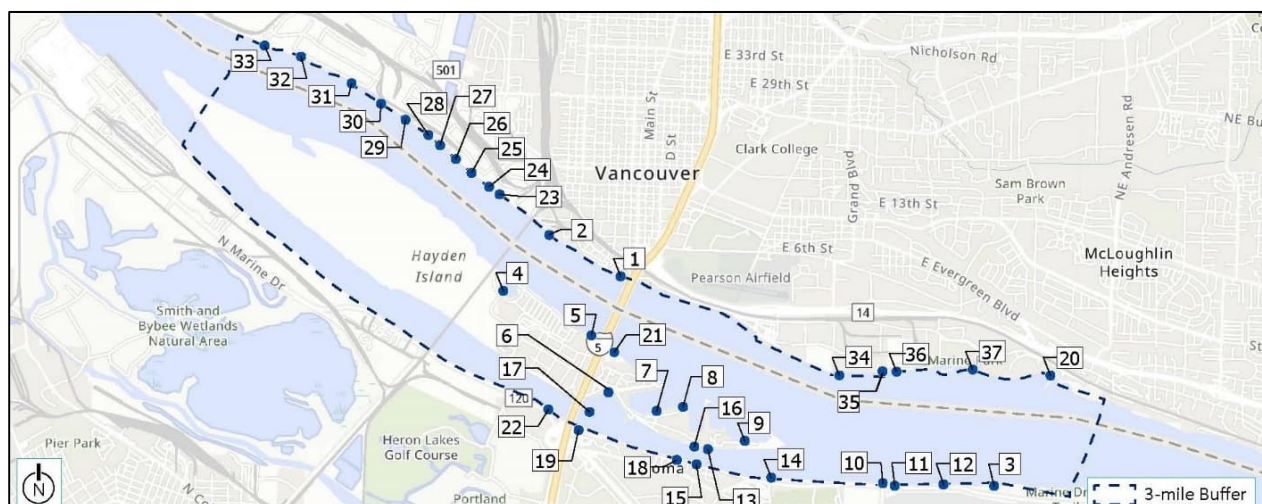 33
32
31
30
29
28
27
26
25
24
23
2
1
4
5
21
6
17
7
8
16
9
22
19
18
15
13
14
10
11
12
3
34
35
36
37
20
501
E 33rd St
E 29th St
Nicholson Rd
NE Andresen Rd
Main St
D St
Clark College
Vancouver
Grand Blvd
Sam Brown
Park
E 13th St
E 6th St
E Evergreen Blvd
McLoughlin
Heights
Pearson Airfield
14
Hayden
Island
5
N Marine Dr
Smith and
Bybee Wetlands
Natural Area
120
Pier Park
Heron Lakes
Golf Course
Portland
Marine
N
3-mile Buffer